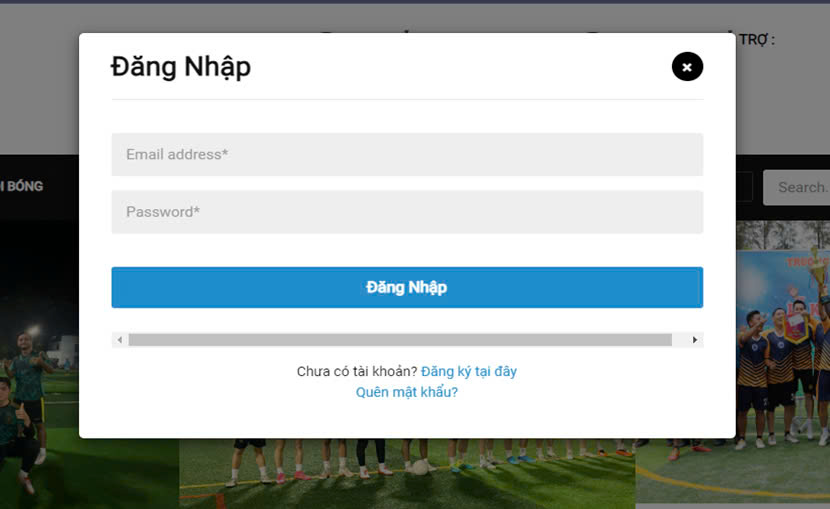 TRỢ :
Đăng Nhập
Email address*
I BÓNG
Search.
Password*
Đăng Nhập
Chưa có tài khoản? Đăng ký tại đây
Quên mật khẩu?